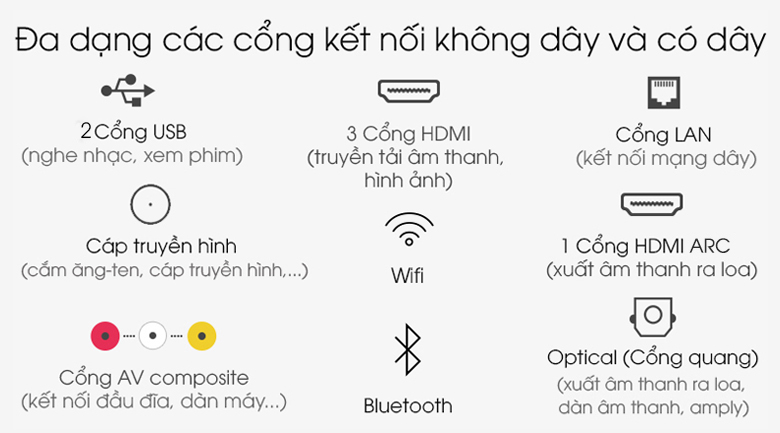 Đa dạng các cổng kết nối không dây và có dây
2 Cổng USB
(nghe nhạc, xem phim)
3 Cổng HDMI
(truyền tải âm thanh,
hình ảnh)
Cổng LAN
(kết nối mạng dây)
Cáp truyền hình
(cắm ăng-ten, cáp truyền hình,...)
Wifi
1 Cổng HDMI ARC
(xuất âm thanh ra loa)
Cổng AV composite
(kết nối đầu đĩa, dàn máy...)
Bluetooth
Optical (Cổng quang)
(xuất âm thanh ra loa,
dàn âm thanh, amply)